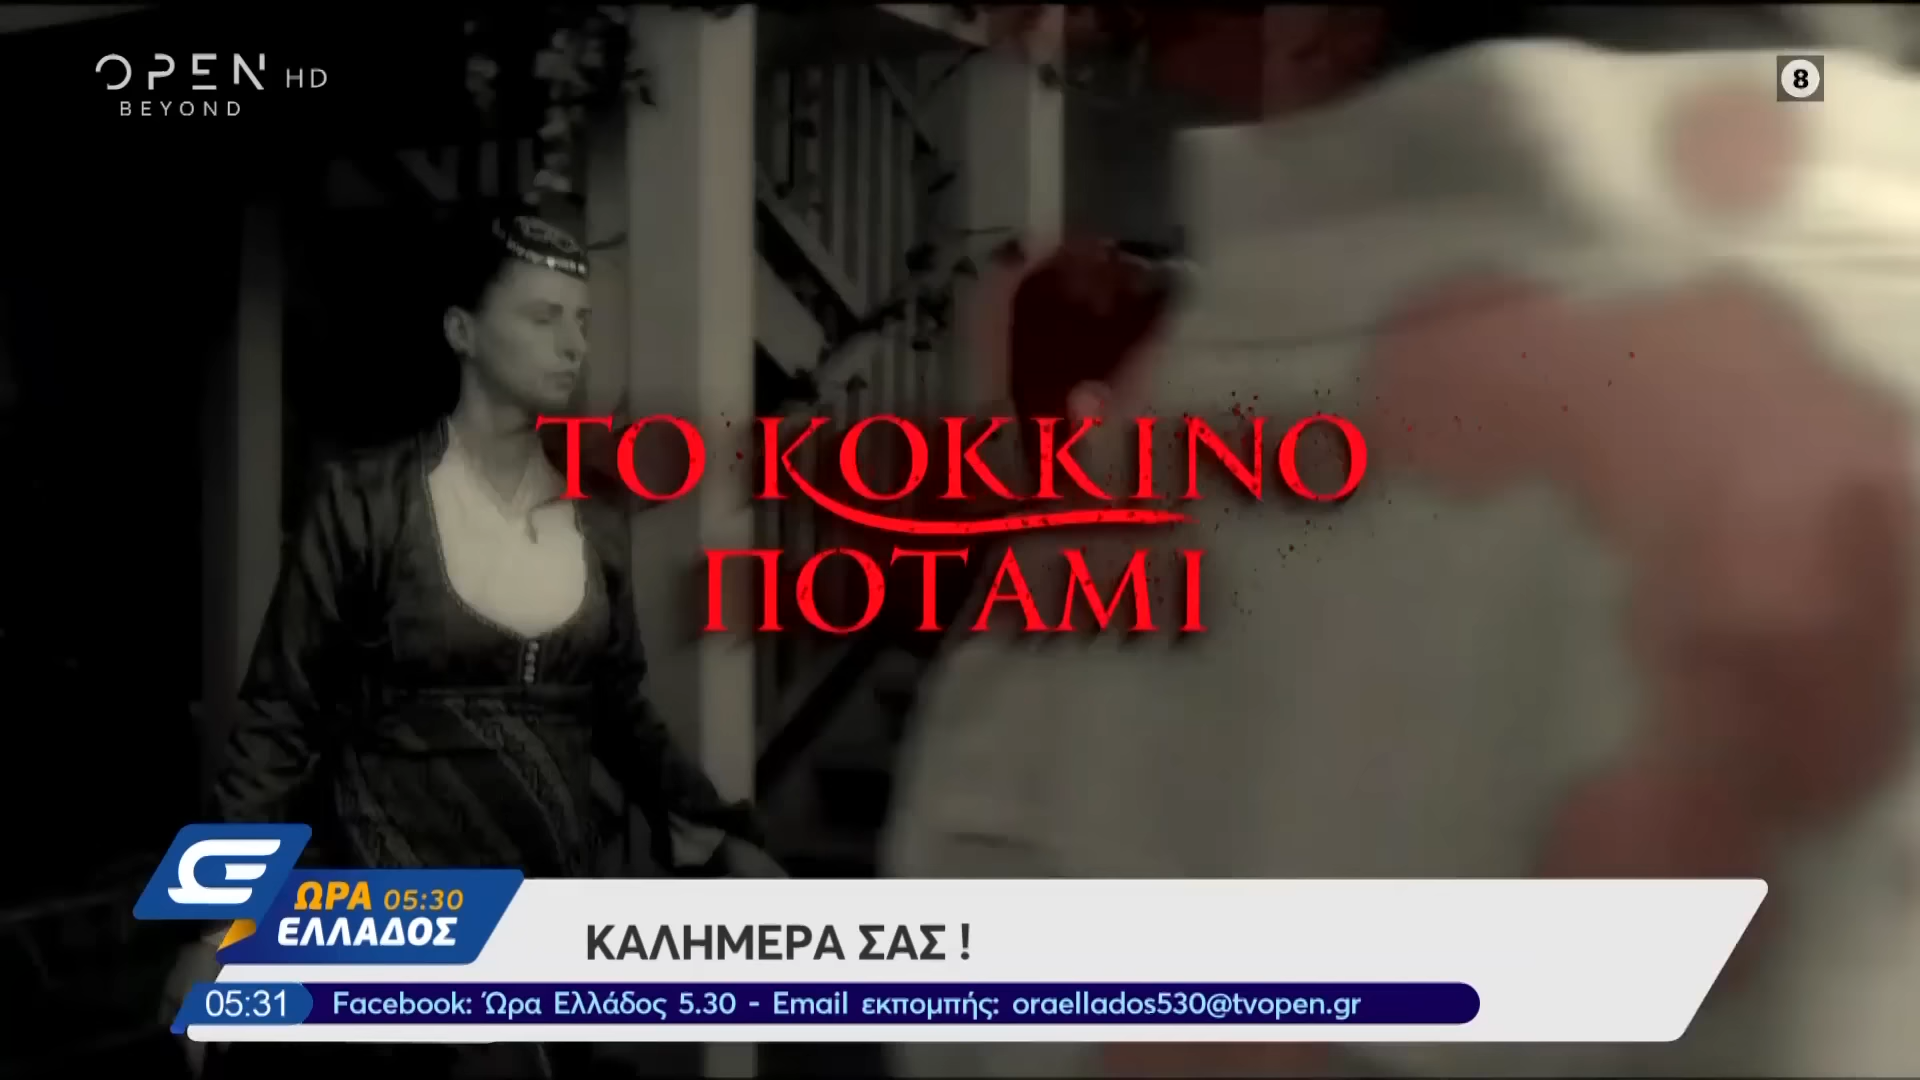 OPEN HD
BEYOND
8
ΤΟ ΚΟΚΚΙΝΟ
ΠΟΤΑΜΙ
ΩΡΑ 05:30
ΕΛΛΑΔΟΣ
ΚΑΛΗΜΕΡΑ ΣΑΣ !
05:31 Facebook: Ώρα Ελλάδος 5.30 - Email εκπομπής: oraellados530@tvopen.gr